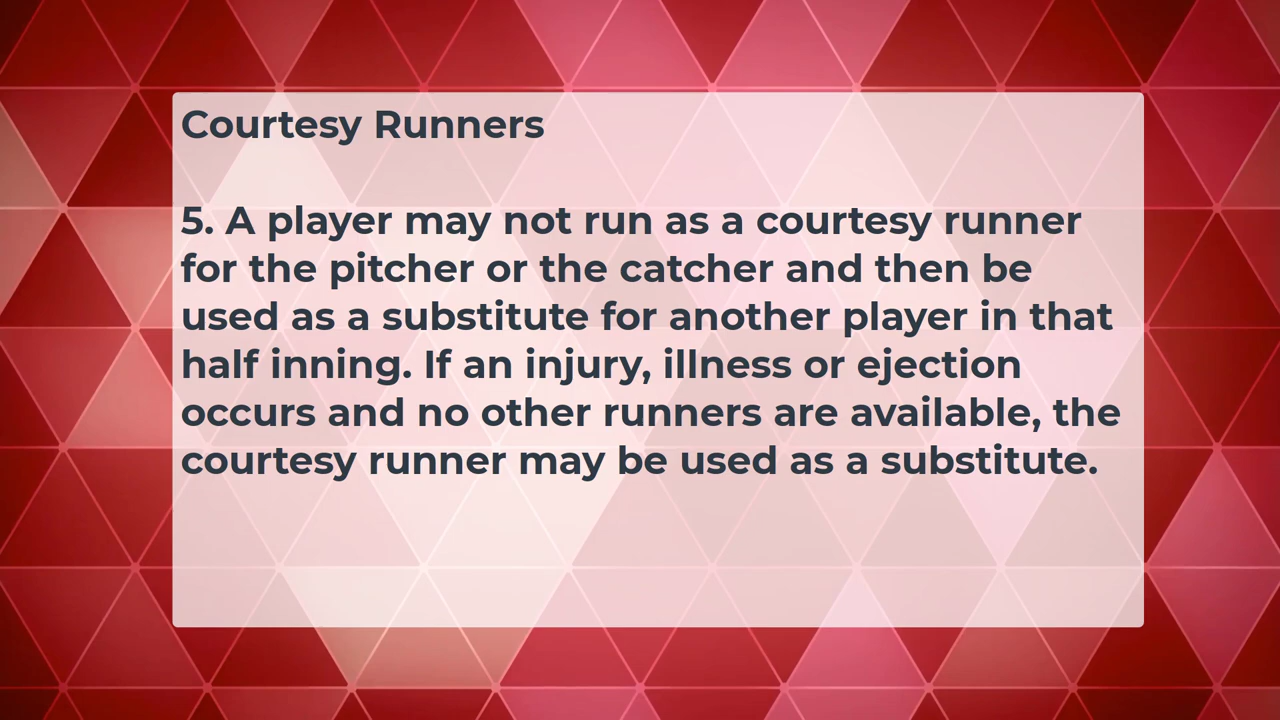 Courtesy Runners
5. A player may not run as a courtesy runner
for the pitcher or the catcher and then be
used as a substitute for another player in that
half inning. If an injury, illness or ejection
occurs and no other runners are available, the
courtesy runner may be used as a substitute.